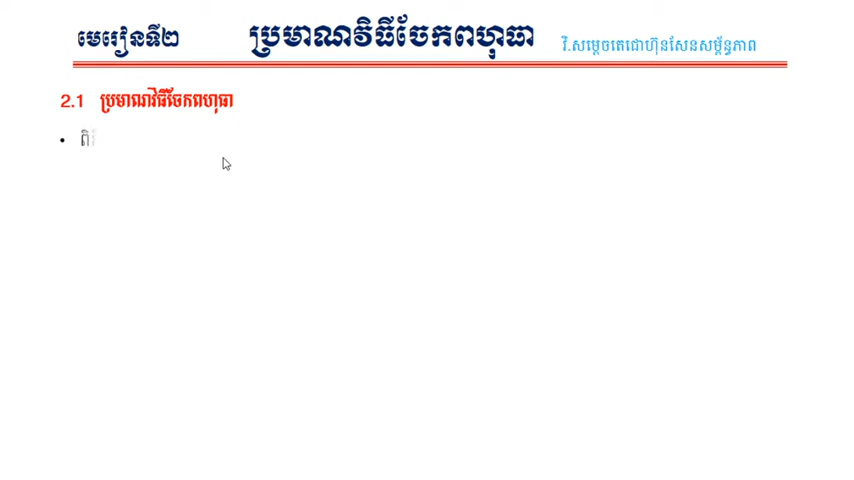 មេរៀនទី២ ប្រមាណវិធីចែកពហុធា វិ.សម្តេចតេជោហ៊ុនសែនសម្ព័ន្ធភាព
2.1 ប្រមាណវិធីចែកពហុធា